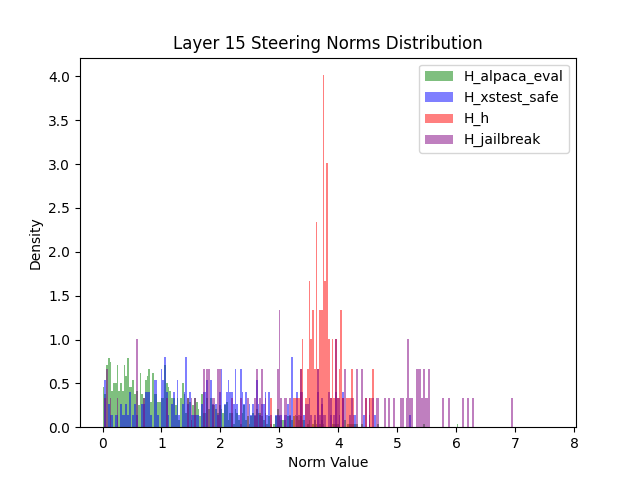 Layer 15 Steering Norms Distribution
4.0
3.5
3.0
2.5
2.0
1.5
1.0
0.5
0.0
Density
H_alpaca_eval
H_xstest_safe
H_h
H_jailbreak
0 1 2 3 4 5 6 7 8
Norm Value